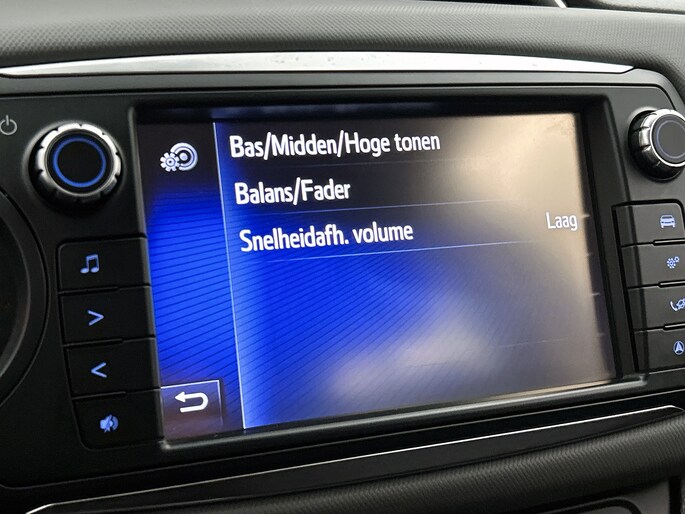 Bas/Midden/Hoge tonen
Balans/Fader
Snelheidafh. volume Laag